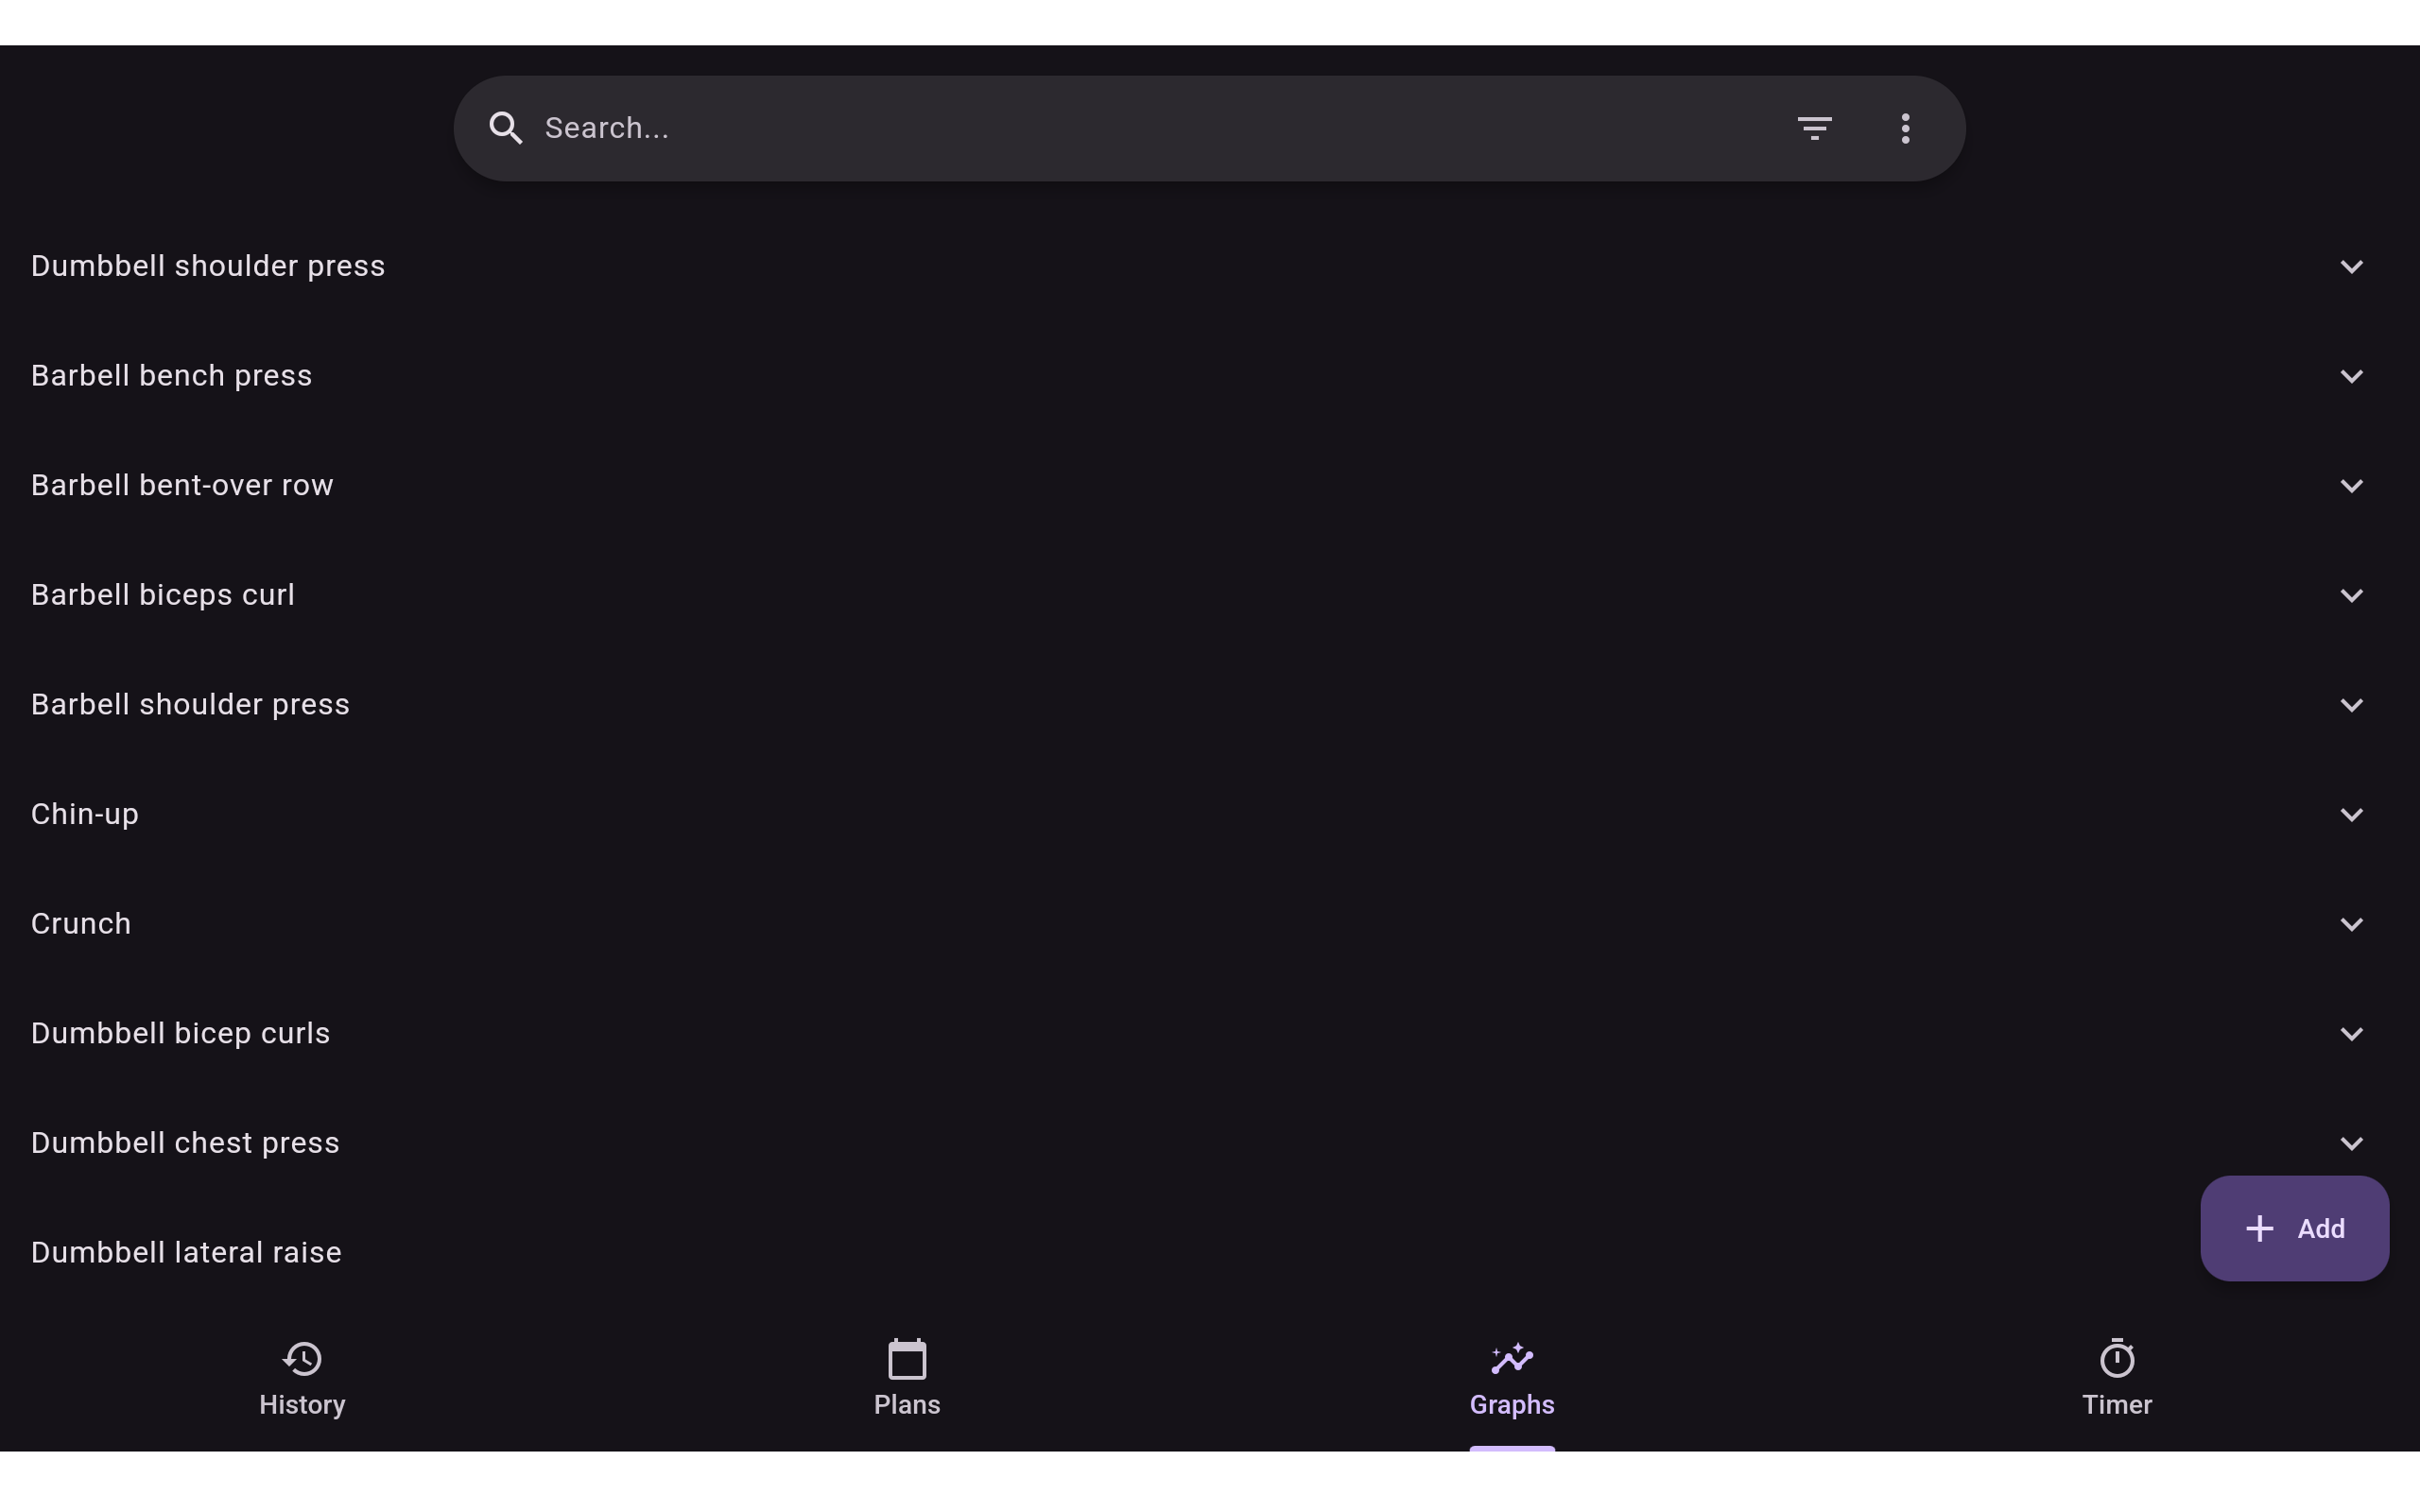 Search...
Dumbbell shoulder press
Barbell bench press
Barbell bent-over row
Barbell biceps curl
Barbell shoulder press
Chin-up
Crunch
Dumbbell bicep curls
Dumbbell chest press
Add
Dumbbell lateral raise
History
Plans
Graphs
Timer